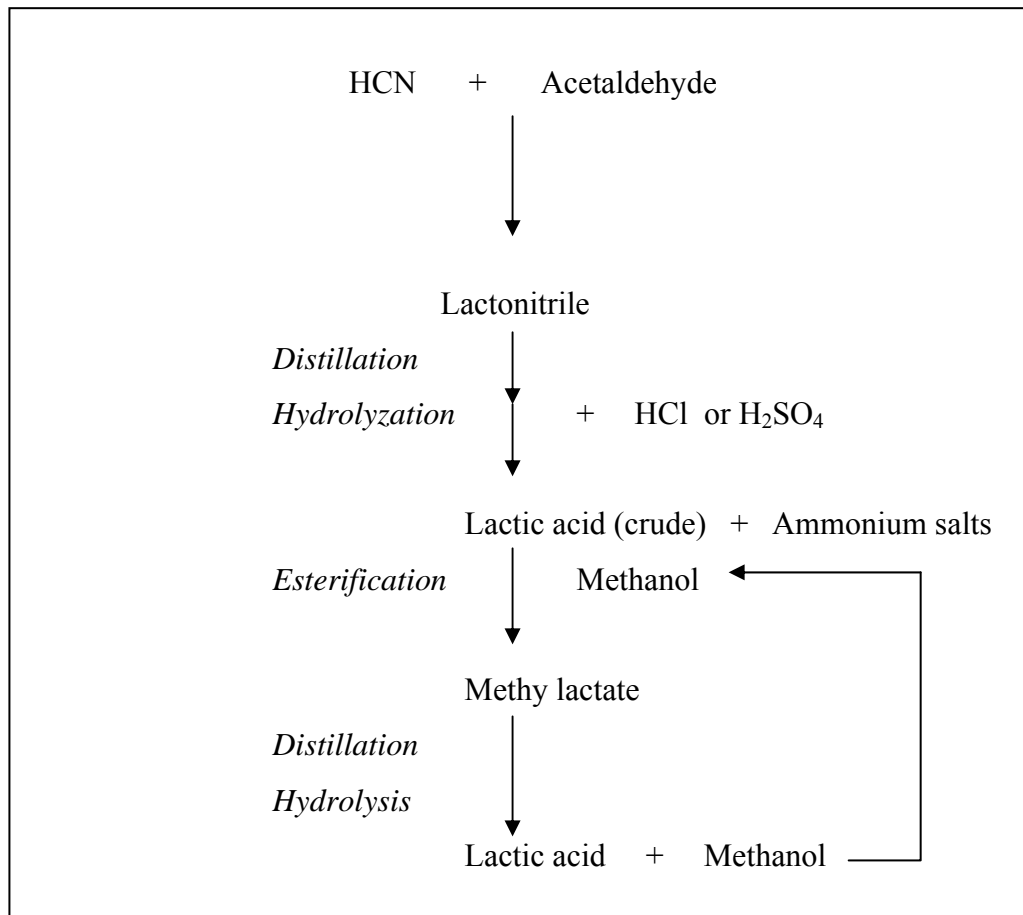 HCN + Acetaldehyde
Lactonitrile
Distillation
Hydrolyzation + HCl or H₂SO₄
Lactic acid (crude) + Ammonium salts
Esterification Methanol
Methy lactate
Distillation
Hydrolysis
Lactic acid + Methanol